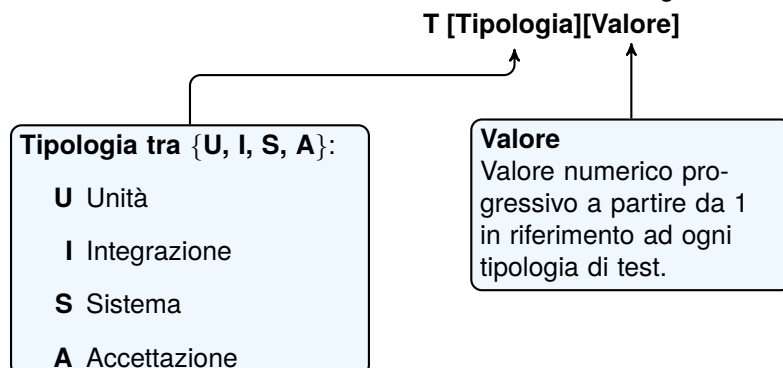 T [Tipologia][Valore]
Tipologia tra {U, I, S, A}:
U Unità
I Integrazione
S Sistema
A Accettazione
Valore
Valore numerico pro-
gressivo a partire da 1
in riferimento ad ogni
tipologia di test.